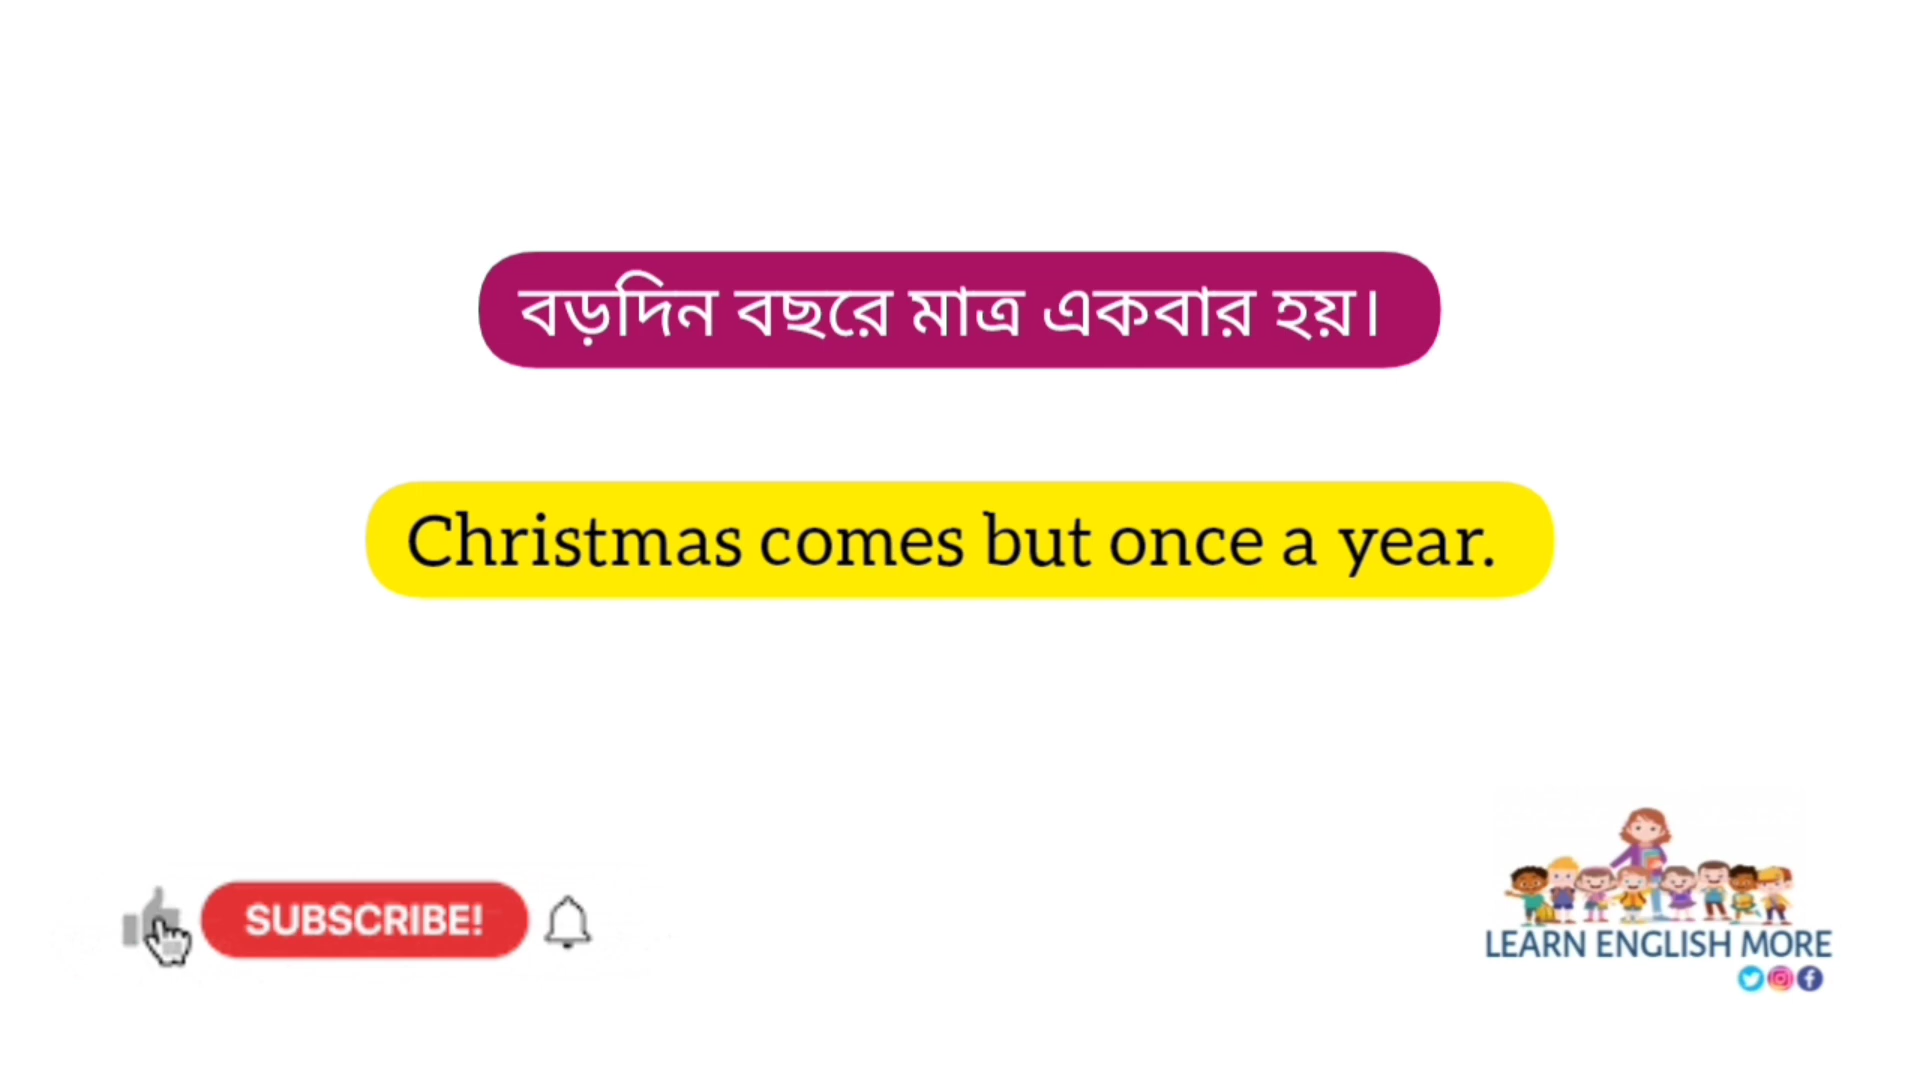 বড়দিন বছরে মাত্র একবার হয়।
Christmas comes but once a year.
SUBSCRIBE!
LEARN ENGLISH MORE